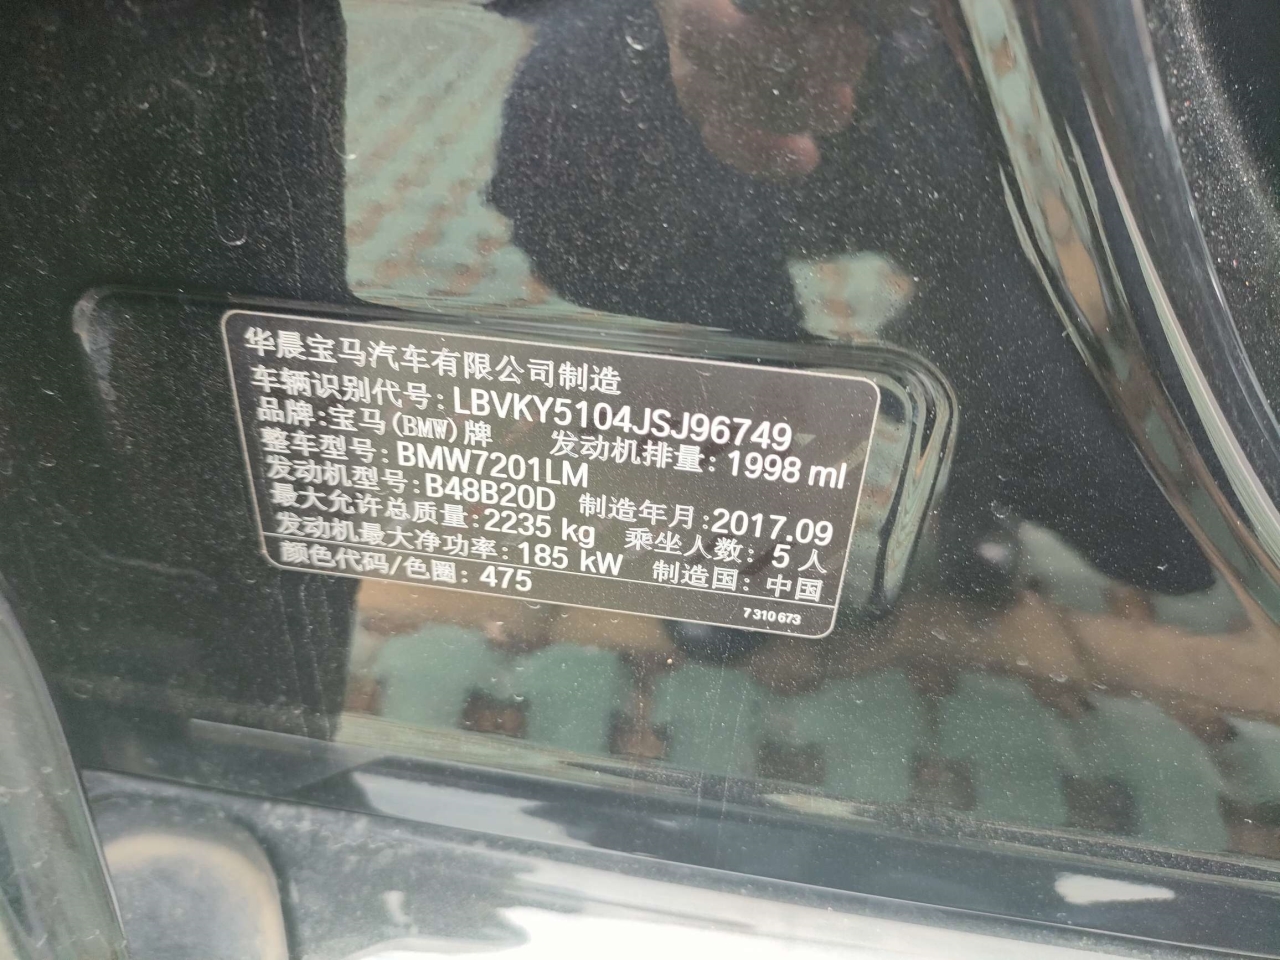 华晨宝马汽车有限公司制造
车辆识别代号: LBVKY5104JSJ96749
品牌: 宝马(BMW)牌 发动机排量: 1998 ml
整车型号: BMW7201LM
发动机型号: B48B20D 制造年月: 2017.09
最大允许总质量: 2235 kg 乘坐人数: 5 人
发动机最大净功率: 185 kW 制造国: 中国
颜色代码/色圈: 475
7 310 673